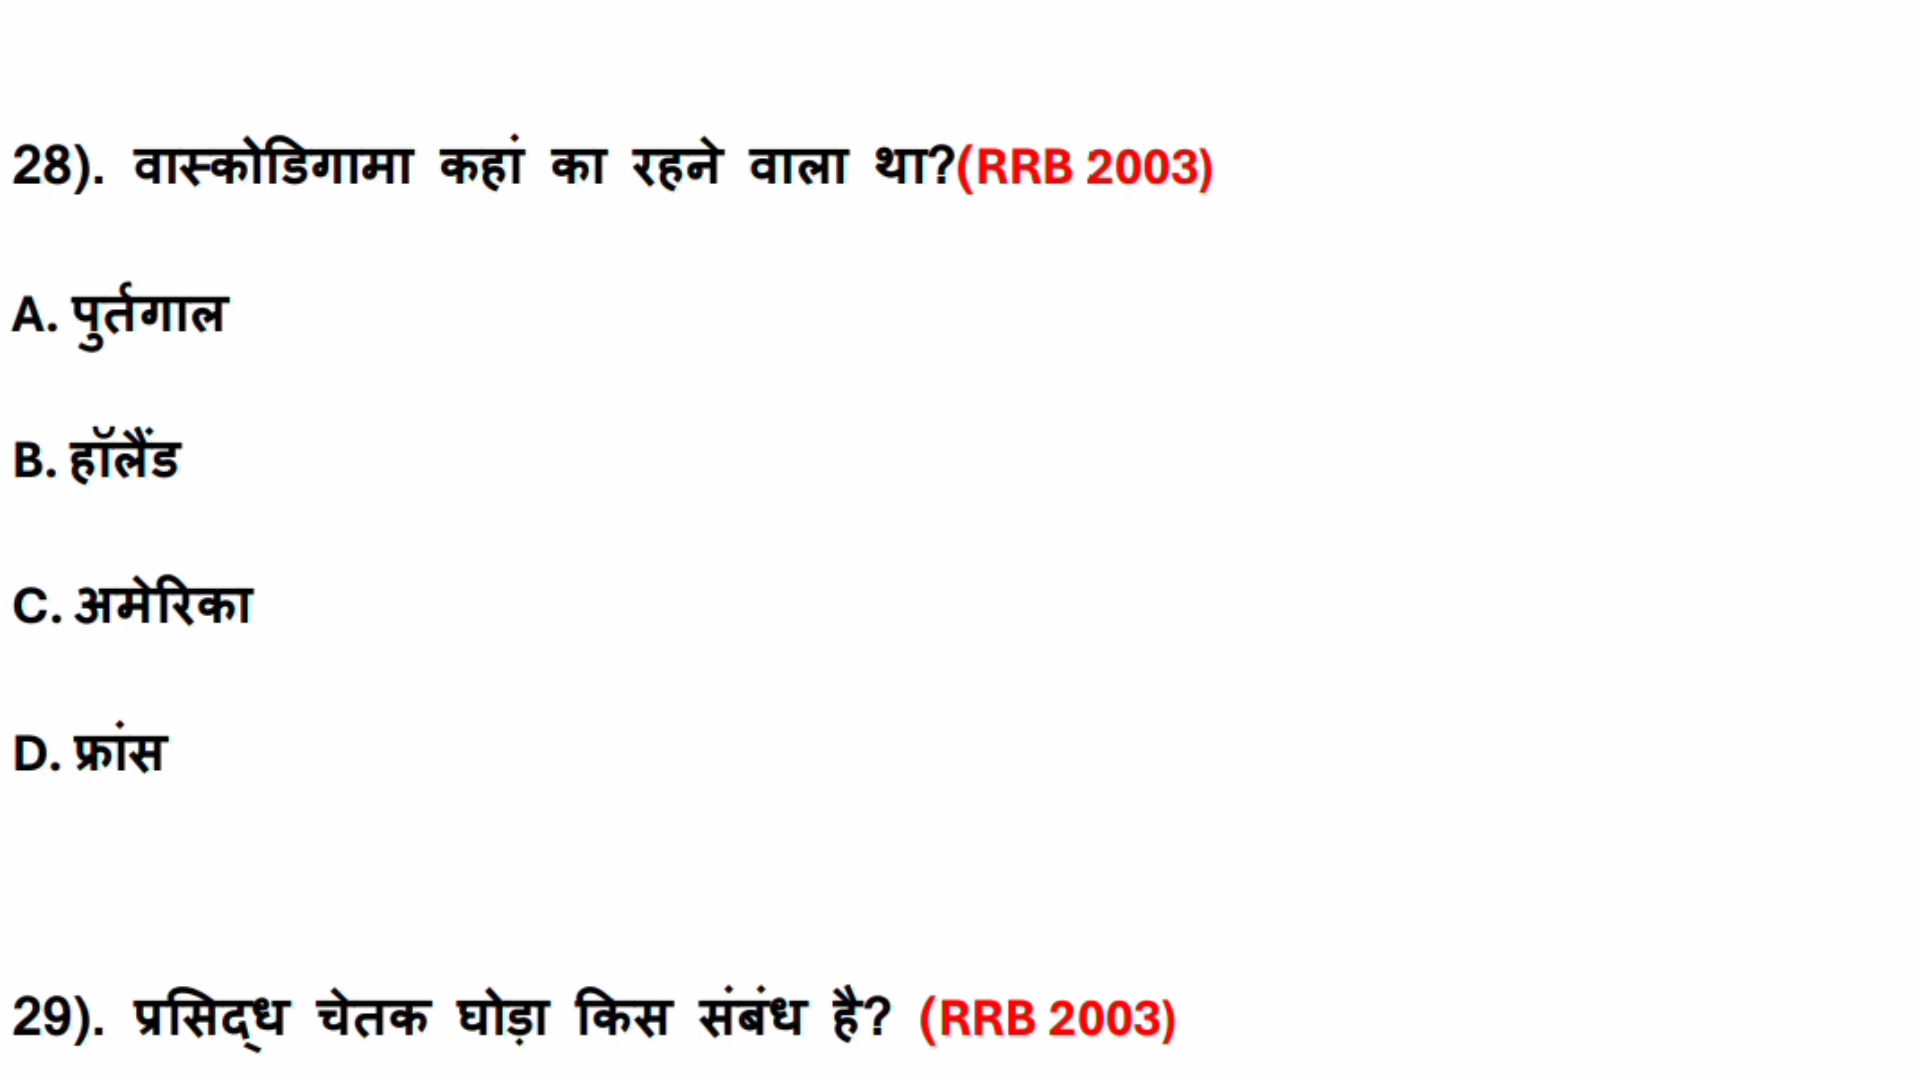 28). वास्कोडिगामा कहां का रहने वाला था?(RRB 2003)
A. पुर्तगाल
B. हॉलैंड
C. अमेरिका
D. फ्रांस
29). प्रसिद्ध चेतक घोड़ा किस संबंध है? (RRB 2003)